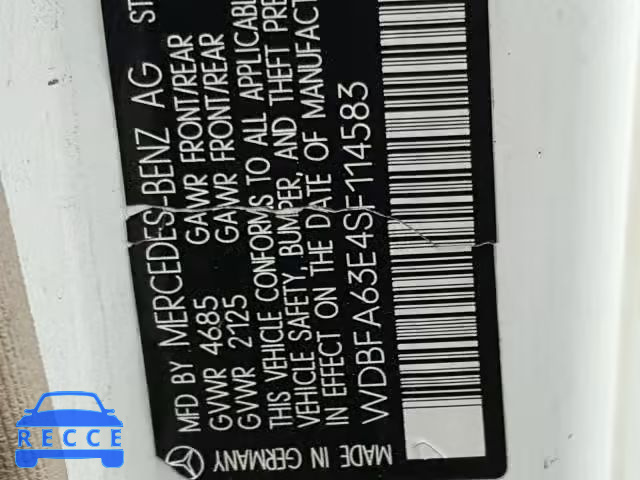 MFD BY MERCEDES-BENZ AG ST
GVWR 4685 GAWR FRONT/REAR
GVWR 2125 GAWR FRONT/REAR
THIS VEHICLE CONFORMS TO ALL APPLICABL
VEHICLE SAFETY, BUMPER, AND THEFT PRE
IN EFFECT ON THE DATE OF MANUFACT
WDBFA63E4SF114583
MADE IN GERMANY
RECCE